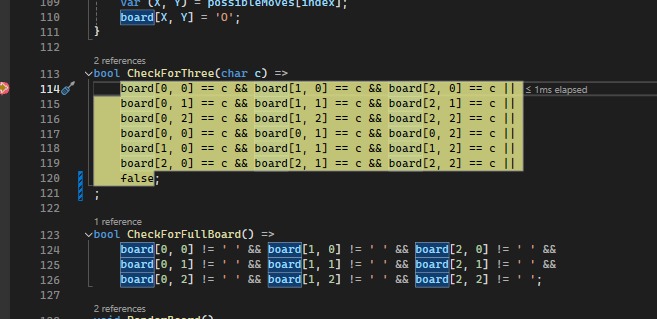 109 var (X, Y) = possibleMoves[index];
110 board[X, Y] = 'O';
111 }
112
2 references
113 bool CheckForThree(char c) =>
114 board[0, 0] == c && board[1, 0] == c && board[2, 0] == c || ≤ 1ms elapsed
115 board[0, 1] == c && board[1, 1] == c && board[2, 1] == c ||
116 board[0, 2] == c && board[1, 2] == c && board[2, 2] == c ||
117 board[0, 0] == c && board[0, 1] == c && board[0, 2] == c ||
118 board[1, 0] == c && board[1, 1] == c && board[1, 2] == c ||
119 board[2, 0] == c && board[2, 1] == c && board[2, 2] == c ||
120 false;
121 ;
122
1 reference
123 bool CheckForFullBoard() =>
124 board[0, 0] != ' ' && board[1, 0] != ' ' && board[2, 0] != ' ' &&
125 board[0, 1] != ' ' && board[1, 1] != ' ' && board[2, 1] != ' ' &&
126 board[0, 2] != ' ' && board[1, 2] != ' ' && board[2, 2] != ' ';
127
2 references
void RenderBoard()